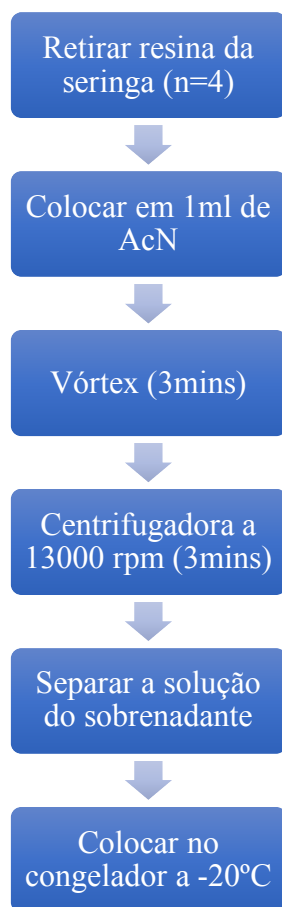 Retirar resina da
seringa (n=4)
Colocar em 1ml de
AcN
Vórtex (3mins)
Centrifugadora a
13000 rpm (3mins)
Separar a solução
do sobrenadante
Colocar no
congelador a -20ºC